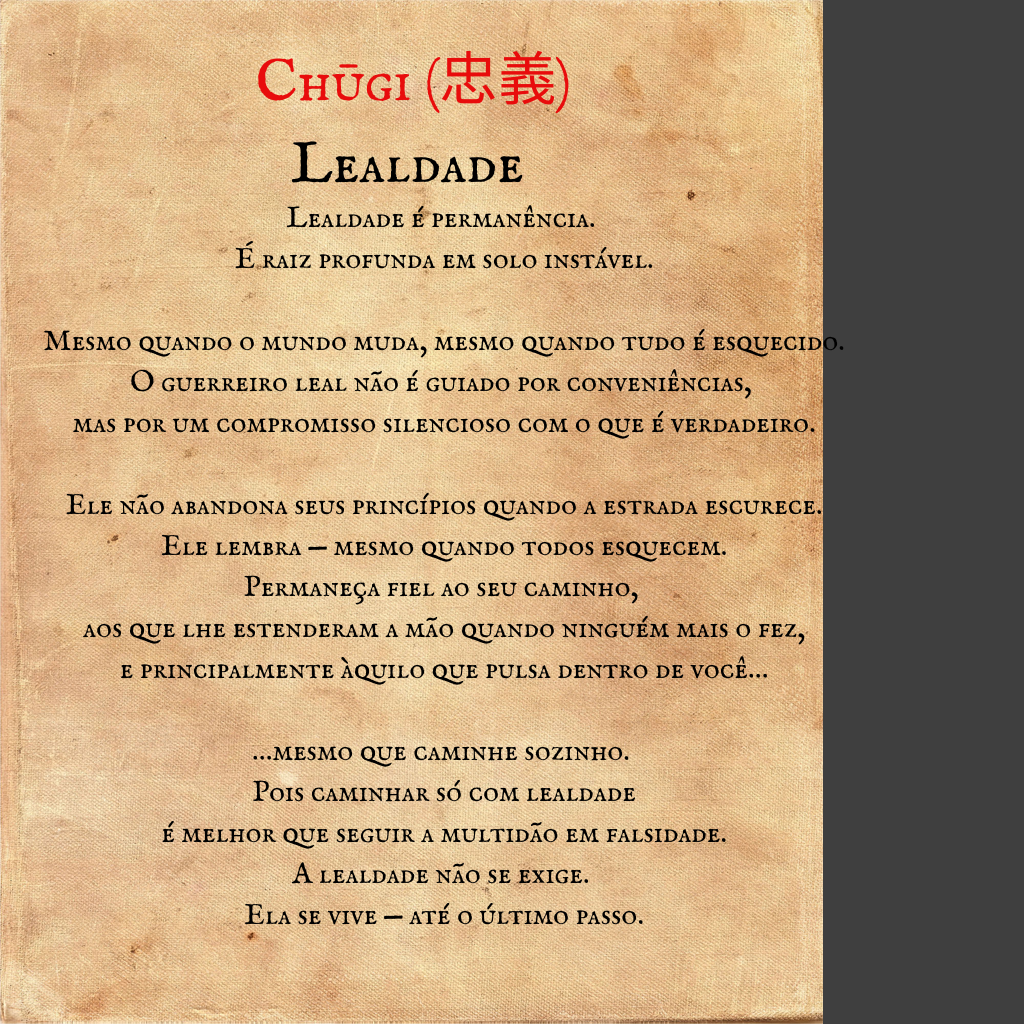 Chūgi (忠義)
Lealdade
Lealdade é permanência.
É raiz profunda em solo instável.
Mesmo quando o mundo muda, mesmo quando tudo é esquecido.
O guerreiro leal não é guiado por conveniências,
mas por um compromisso silencioso com o que é verdadeiro.
Ele não abandona seus princípios quando a estrada escurece.
Ele lembra — mesmo quando todos esquecem.
Permaneça fiel ao seu caminho,
aos que lhe estenderam a mão quando ninguém mais o fez,
e principalmente àquilo que pulsa dentro de você...
...mesmo que caminhe sozinho.
Pois caminhar só com lealdade
é melhor que seguir a multidão em falsidade.
A lealdade não se exige.
Ela se vive — até o último passo.